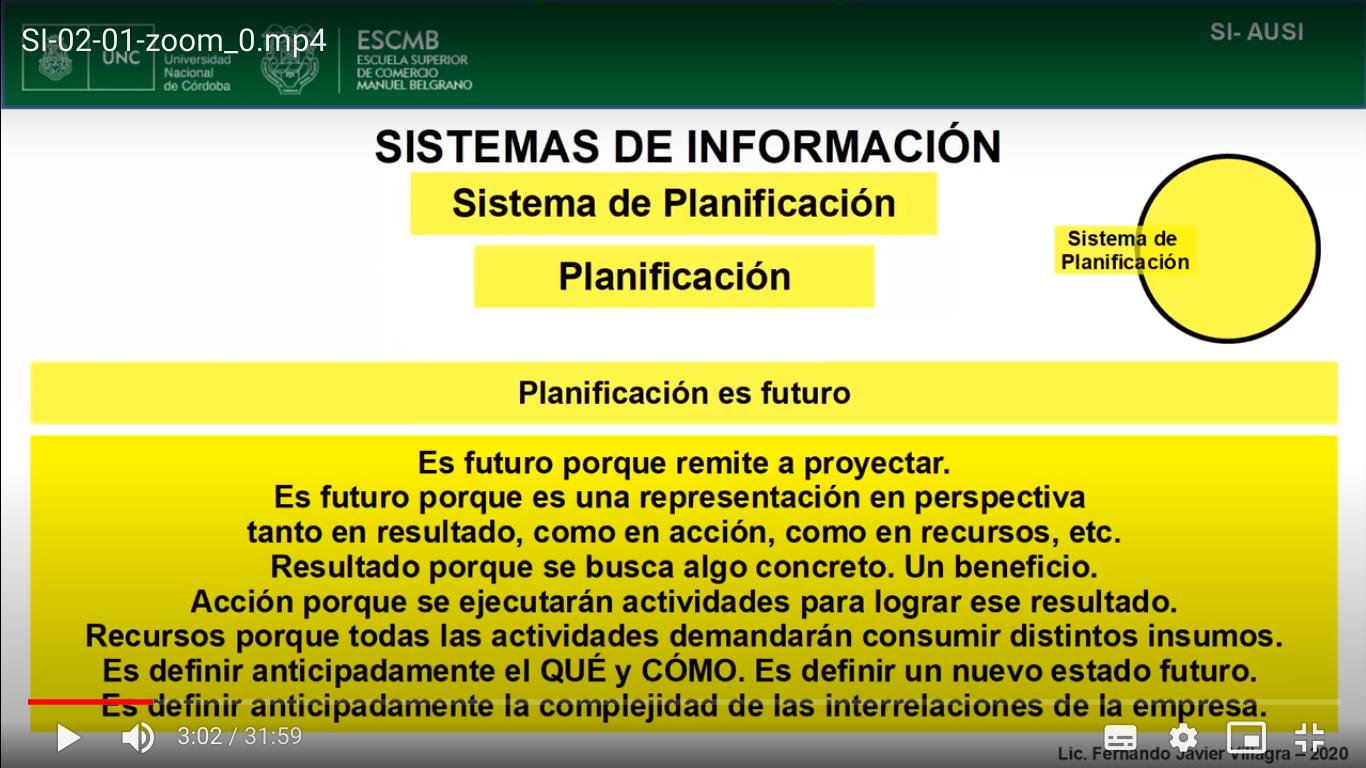 SI-02-01-zoom_0.mp4
SI- AUSI
UNC
Universidad
Nacional
de Córdoba
ESCMB
ESCUELA SUPERIOR
DE COMERCIO
MANUEL BELGRANO
SISTEMAS DE INFORMACIÓN
Sistema de Planificación
Planificación
Sistema de
Planificación
Planificación es futuro
Es futuro porque remite a proyectar.
Es futuro porque es una representación en perspectiva
tanto en resultado, como en acción, como en recursos, etc.
Resultado porque se busca algo concreto. Un beneficio.
Acción porque se ejecutarán actividades para lograr ese resultado.
Recursos porque todas las actividades demandarán consumir distintos insumos.
Es definir anticipadamente el QUÉ y CÓMO. Es definir un nuevo estado futuro.
Es definir anticipadamente la complejidad de las interrelaciones de la empresa.
3:02 / 31:59
Lic. Fernando Javier Villagra – 2020